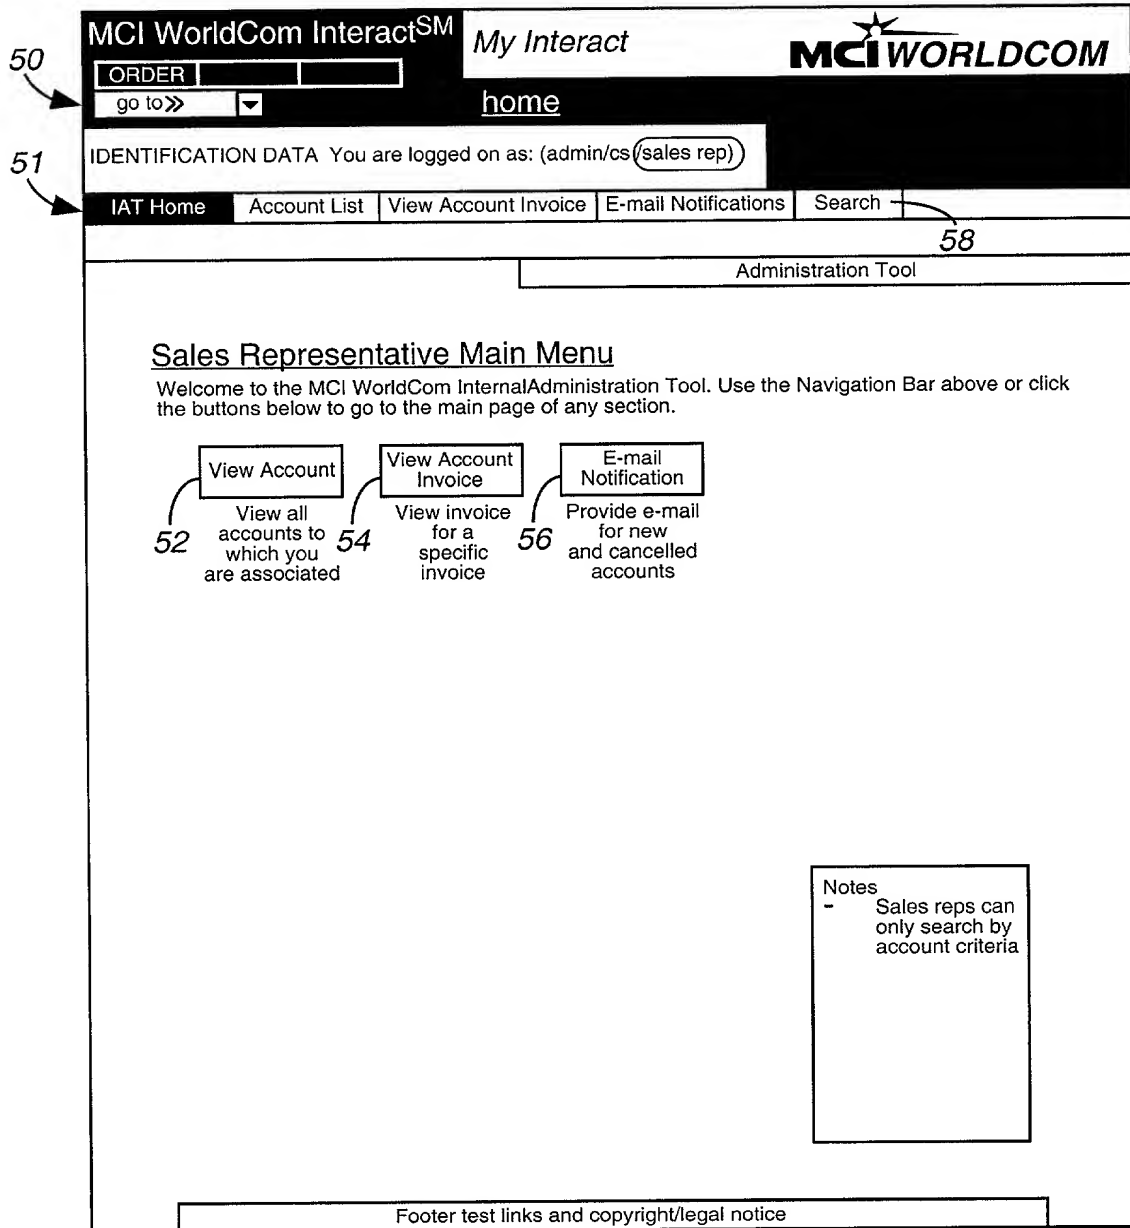 MCI WorldCom InteractSM
My Interact
MCI WORLDCOM
50
ORDER
go to>>
home
51
IDENTIFICATION DATA You are logged on as: (admin/cs/sales rep)
IAT Home Account List View Account Invoice E-mail Notifications Search
58
Administration Tool
Sales Representative Main Menu
Welcome to the MCI WorldCom InternalAdministration Tool. Use the Navigation Bar above or click
the buttons below to go to the main page of any section.
View Account
52
View all
accounts to
which you
are associated
View Account
Invoice
54
View invoice
for a
specific
invoice
E-mail
Notification
56
Provide e-mail
for new
and cancelled
accounts
Notes
- Sales reps can
only search by
account criteria
Footer test links and copyright/legal notice